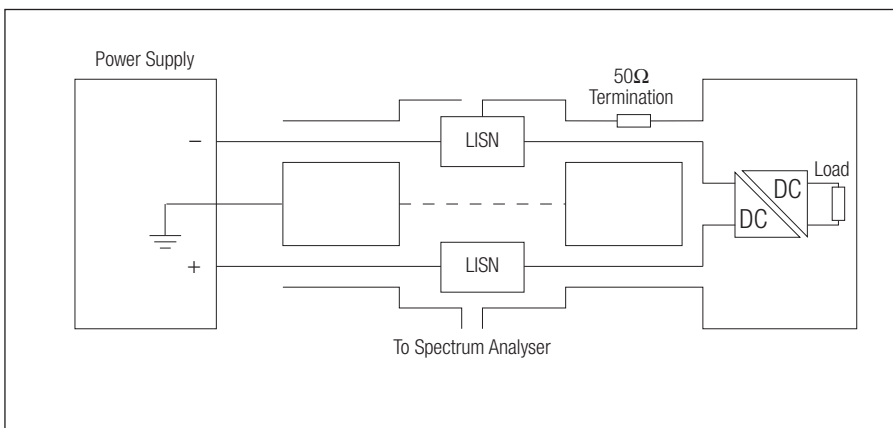 Power Supply
50Ω
Termination
−
LISN
Load
DC
DC
+
LISN
To Spectrum Analyser